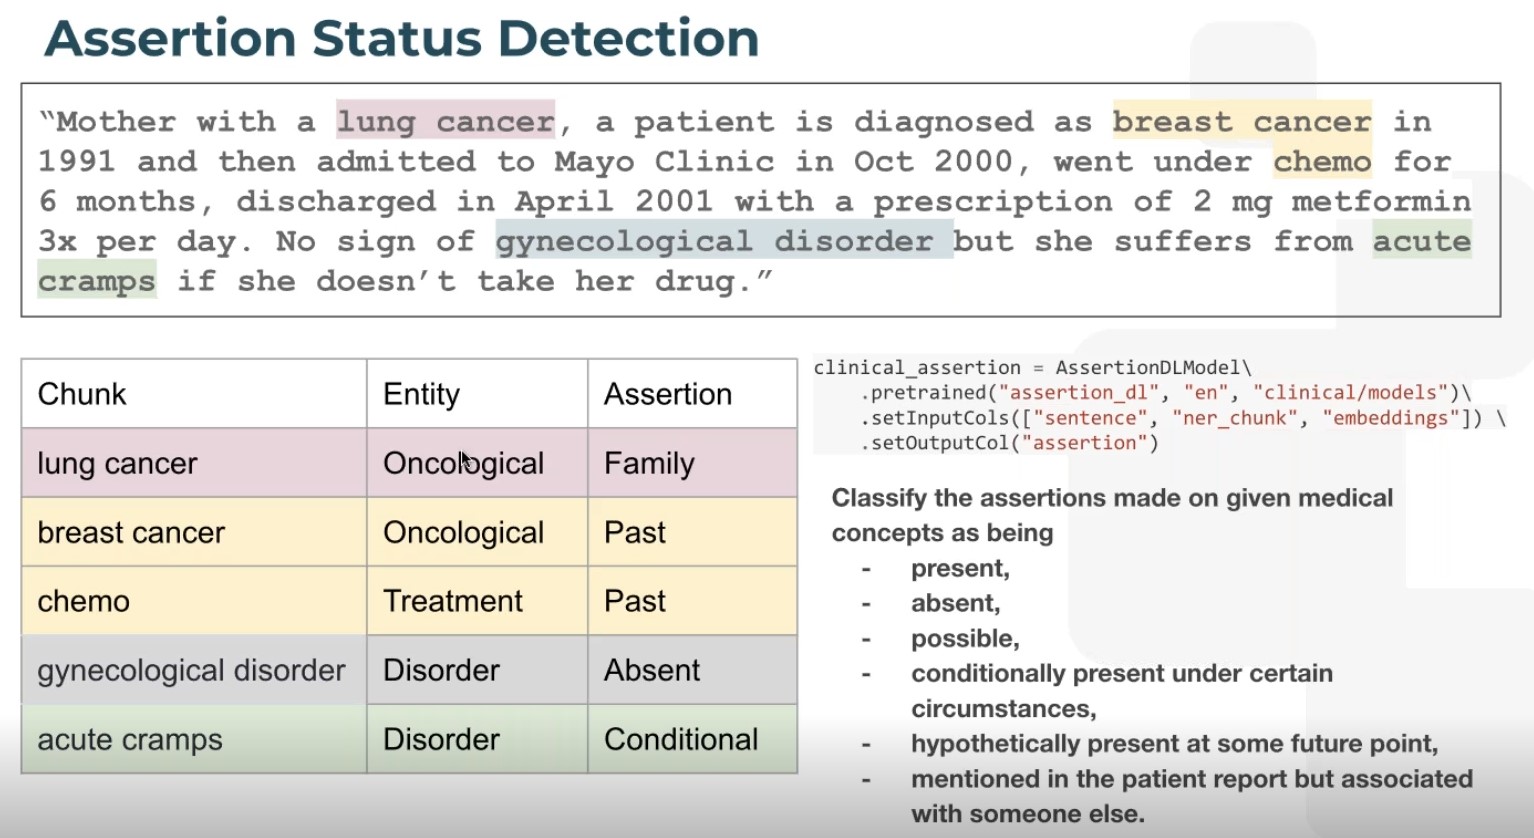 Assertion Status Detection
“Mother with a lung cancer, a patient is diagnosed as breast cancer in
1991 and then admitted to Mayo Clinic in Oct 2000, went under chemo for
6 months, discharged in April 2001 with a prescription of 2 mg metformin
3x per day. No sign of gynecological disorder but she suffers from acute
cramps if she doesn’t take her drug.”
Chunk Entity Assertion
lung cancer Oncological Family
breast cancer Oncological Past
chemo Treatment Past
gynecological disorder Disorder Absent
acute cramps Disorder Conditional
clinical_assertion = AssertionDLModel\
.pretrained("assertion_dl", "en", "clinical/models")\
.setInputCols(["sentence", "ner_chunk", "embeddings"]) \
.setOutputCol("assertion")
Classify the assertions made on given medical
concepts as being
- present,
- absent,
- possible,
- conditionally present under certain
circumstances,
- hypothetically present at some future point,
- mentioned in the patient report but associated
with someone else.